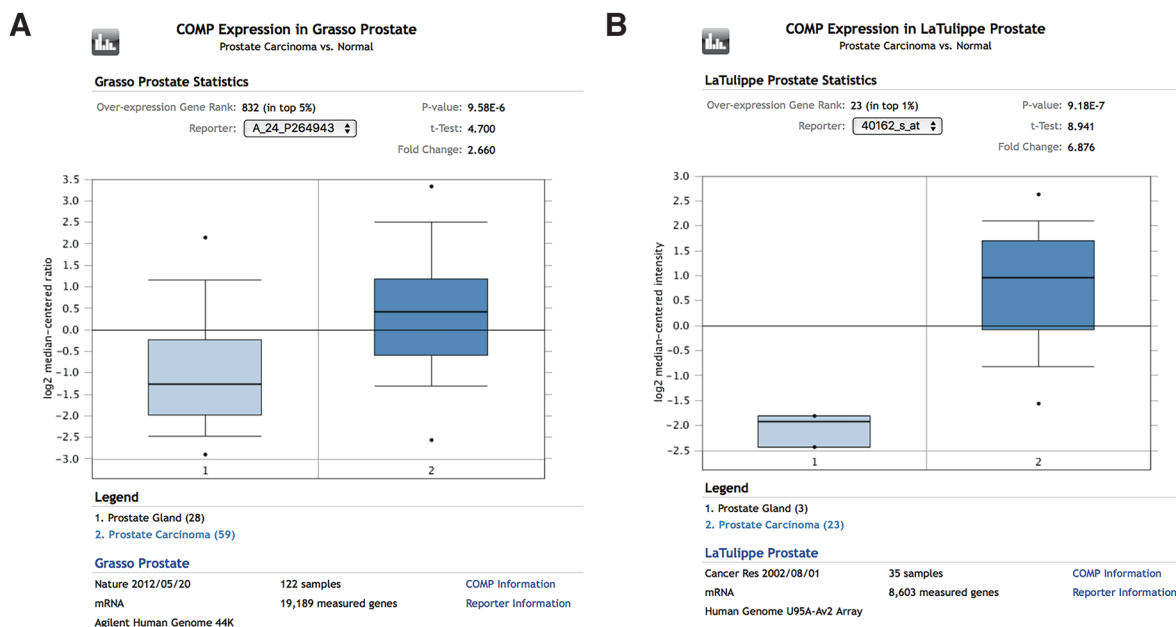 A
COMP Expression in Grasso Prostate
Prostate Carcinoma vs. Normal
Grasso Prostate Statistics
Over-expression Gene Rank: 832 (in top 5%)
P-value: 9.58E-6
Reporter: A_24_P264943
t-Test: 4.700
Fold Change: 2.660
log2 median-centered ratio
3.5
3.0
2.5
2.0
1.5
1.0
0.5
0.0
-0.5
-1.0
-1.5
-2.0
-2.5
-3.0
1
2
Legend
1. Prostate Gland (28)
2. Prostate Carcinoma (59)
Grasso Prostate
Nature 2012/05/20
122 samples
COMP Information
mRNA
19,189 measured genes
Reporter Information
Agilent Human Genome 44K
B
COMP Expression in LaTulippe Prostate
Prostate Carcinoma vs. Normal
LaTulippe Prostate Statistics
Over-expression Gene Rank: 23 (in top 1%)
P-value: 9.18E-7
Reporter: 40162_s_at
t-Test: 8.941
Fold Change: 6.876
log2 median-centered intensity
3.0
2.5
2.0
1.5
1.0
0.5
0.0
-0.5
-1.0
-1.5
-2.0
-2.5
1
2
Legend
1. Prostate Gland (3)
2. Prostate Carcinoma (23)
LaTulippe Prostate
Cancer Res 2002/08/01
35 samples
COMP Information
mRNA
8,603 measured genes
Reporter Information
Human Genome U95A-Av2 Array